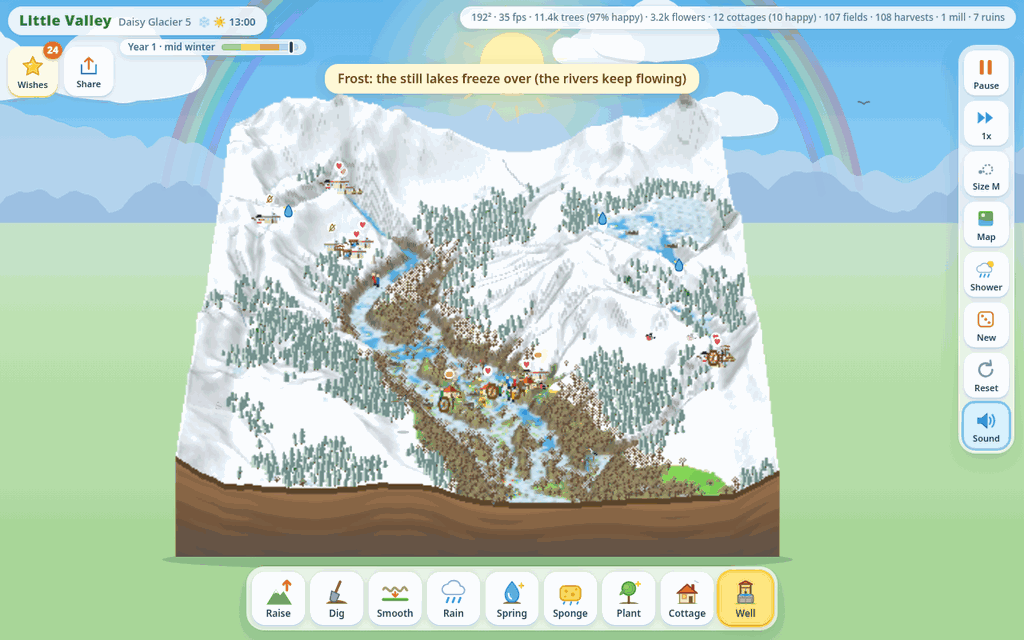 Little Valley Daisy Glacier 5 13:00
192² · 35 fps · 11.4k trees (97% happy) · 3.2k flowers · 12 cottages (10 happy) · 107 fields · 108 harvests · 1 mill · 7 ruins
Year 1 · mid winter
24
Wishes
Share
Frost: the still lakes freeze over (the rivers keep flowing)
Pause
1x
Size M
Map
Shower
New
Reset
Sound
Raise
Dig
Smooth
Rain
Spring
Sponge
Plant
Cottage
Well